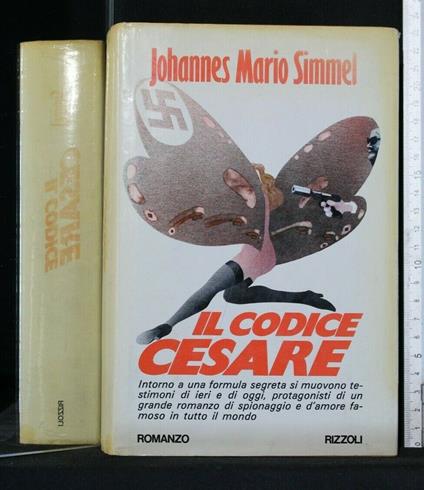 Johannes Mario Simmel
IL CODICE
CESARE
Intorno a una formula segreta si muovono te-
stimoni di ieri e di oggi, protagonisti di un
grande romanzo di spionaggio e d'amore fa-
moso in tutto il mondo
ROMANZO RIZZOLI
CESARE
IL CODICE
RIZZOLI